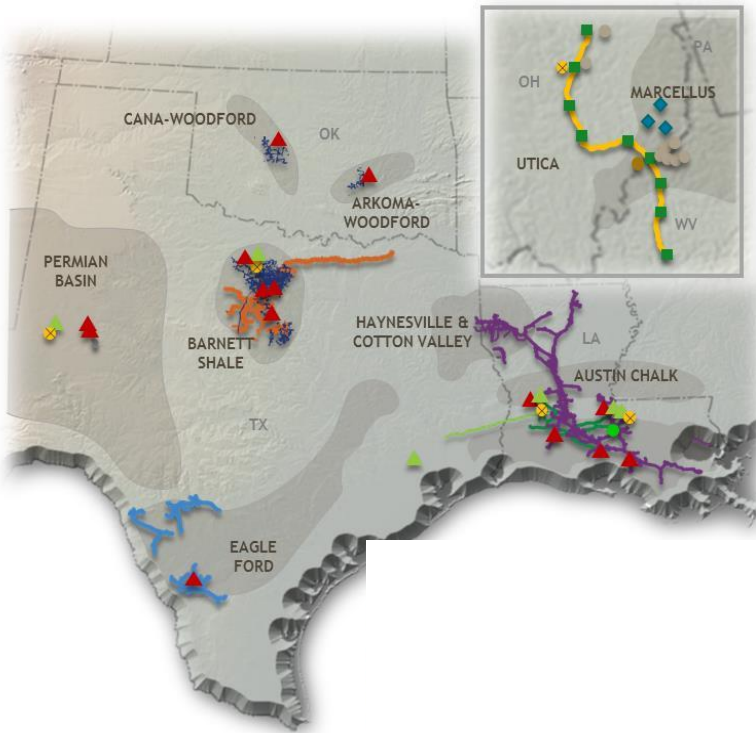 PA
OH
MARCELLUS
UTICA
WV
CANA-WOODFORD
OK
ARKOMA-
WOODFORD
PERMIAN
BASIN
BARNETT
SHALE
HAYNESVILLE &
COTTON VALLEY
LA
AUSTIN CHALK
TX
EAGLE
FORD